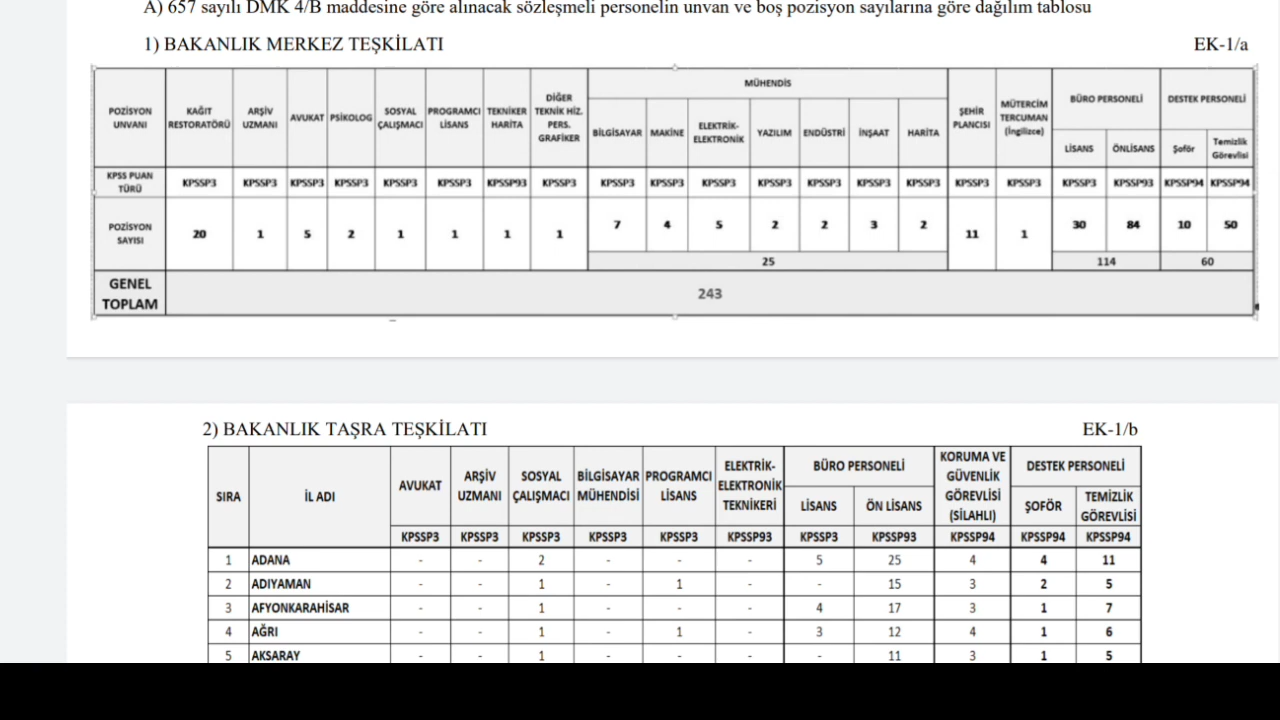 A) 657 sayılı DMK 4/B maddesine göre alınacak sözleşmeli personelin unvan ve boş pozisyon sayılarına göre dağılım tablosu
1) BAKANLIK MERKEZ TEŞKİLATI EK-1/a
POZİSYON UNVANI KAĞIT RESTORATÖRÜ ARŞİV UZMANI AVUKAT PSİKOLOG SOSYAL ÇALIŞMACI PROGRAMCI LİSANS TEKNİKER HARİTA DİĞER TEKNİK HİZ. PERS. GRAFİKER MÜHENDİS ŞEHİR PLANCISI MÜTERCİM TERCUMAN (İngilizce) BÜRO PERSONELİ DESTEK PERSONELİ
BİLGİSAYAR MAKİNE ELEKTRİK-ELEKTRONİK YAZILIM ENDÜSTRİ İNŞAAT HARİTA LİSANS ÖNLİSANS Şoför Temizlik Görevlisi
KPSS PUAN TÜRÜ KPSSP3 KPSSP3 KPSSP3 KPSSP3 KPSSP3 KPSSP3 KPSSP93 KPSSP3 KPSSP3 KPSSP3 KPSSP3 KPSSP3 KPSSP3 KPSSP3 KPSSP3 KPSSP3 KPSSP3 KPSSP3 KPSSP93 KPSSP94 KPSSP94
POZİSYON SAYISI 20 1 5 2 1 1 1 1 7 4 5 2 2 3 2 11 1 30 84 10 50
25 114 60
GENEL TOPLAM 243
2) BAKANLIK TAŞRA TEŞKİLATI EK-1/b
SIRA İL ADI AVUKAT ARŞİV UZMANI SOSYAL ÇALIŞMACI BİLGİSAYAR MÜHENDİSİ PROGRAMCI LİSANS ELEKTRİK-ELEKTRONİK TEKNİKERİ BÜRO PERSONELİ KORUMA VE GÜVENLİK GÖREVLİSİ (SİLAHLI) DESTEK PERSONELİ
LİSANS ÖN LİSANS ŞOFÖR TEMİZLİK GÖREVLİSİ
KPSSP3 KPSSP3 KPSSP3 KPSSP3 KPSSP3 KPSSP93 KPSSP3 KPSSP93 KPSSP94 KPSSP94 KPSSP94
1 ADANA - - 2 - - - 5 25 4 4 11
2 ADIYAMAN - - 1 - 1 - - 15 3 2 5
3 AFYONKARAHİSAR - - 1 - - - 4 17 3 1 7
4 AĞRI - - 1 - 1 - 3 12 4 1 6
5 AKSARAY - - 1 - - - - 11 3 1 5